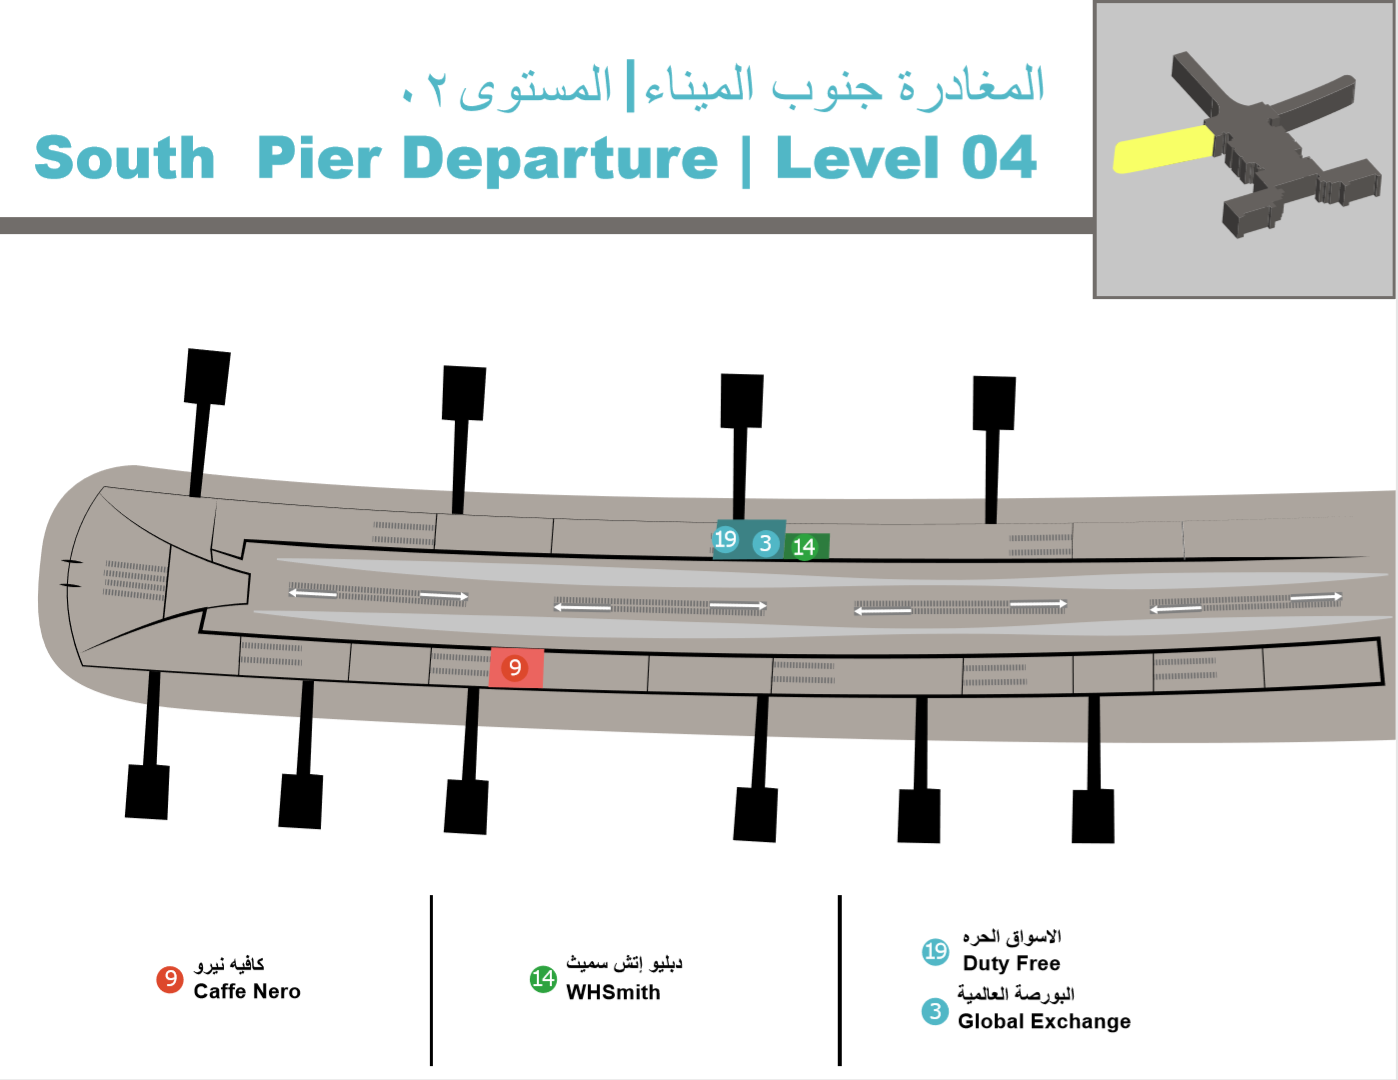 المغادرة جنوب الميناء|المستوى ٠٢
South Pier Departure | Level 04
19
3
14
9
9
كافيه نيرو
Caffe Nero
14
دبليو إتش سميث
WHSmith
19
الاسواق الحره
Duty Free
3
البورصة العالمية
Global Exchange